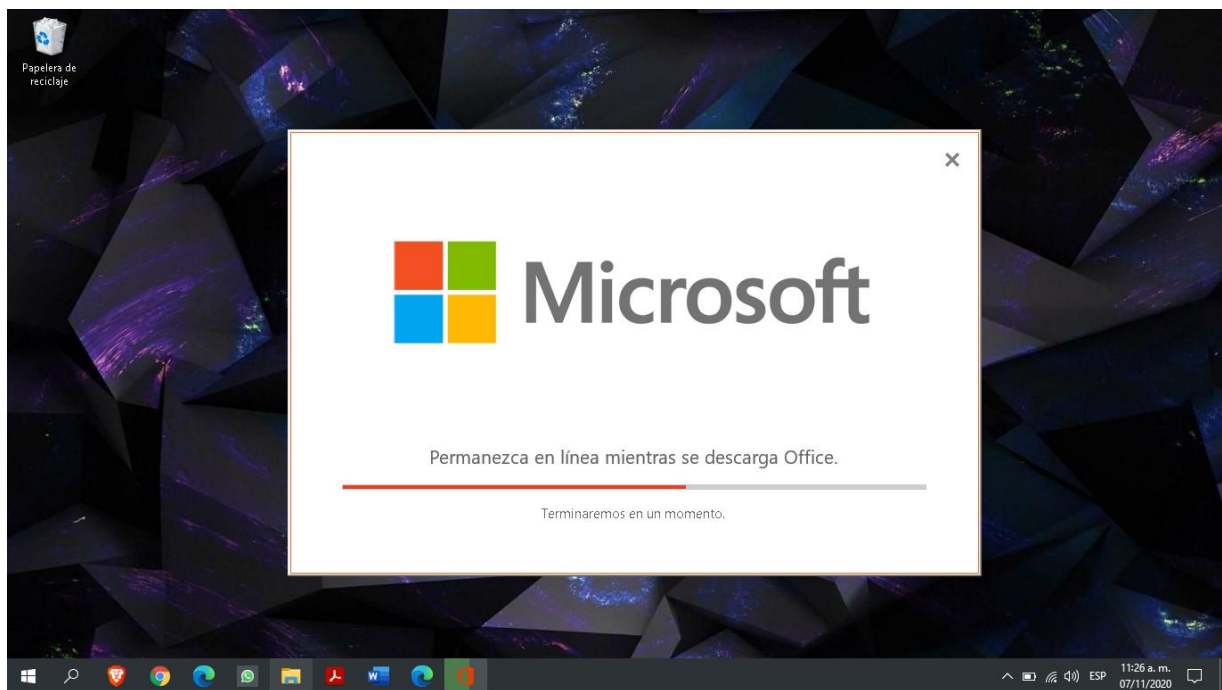 Papelera de
reciclaje
Microsoft
Permanezca en línea mientras se descarga Office.
Terminaremos en un momento.
ESP
11:26 a. m.
07/11/2020